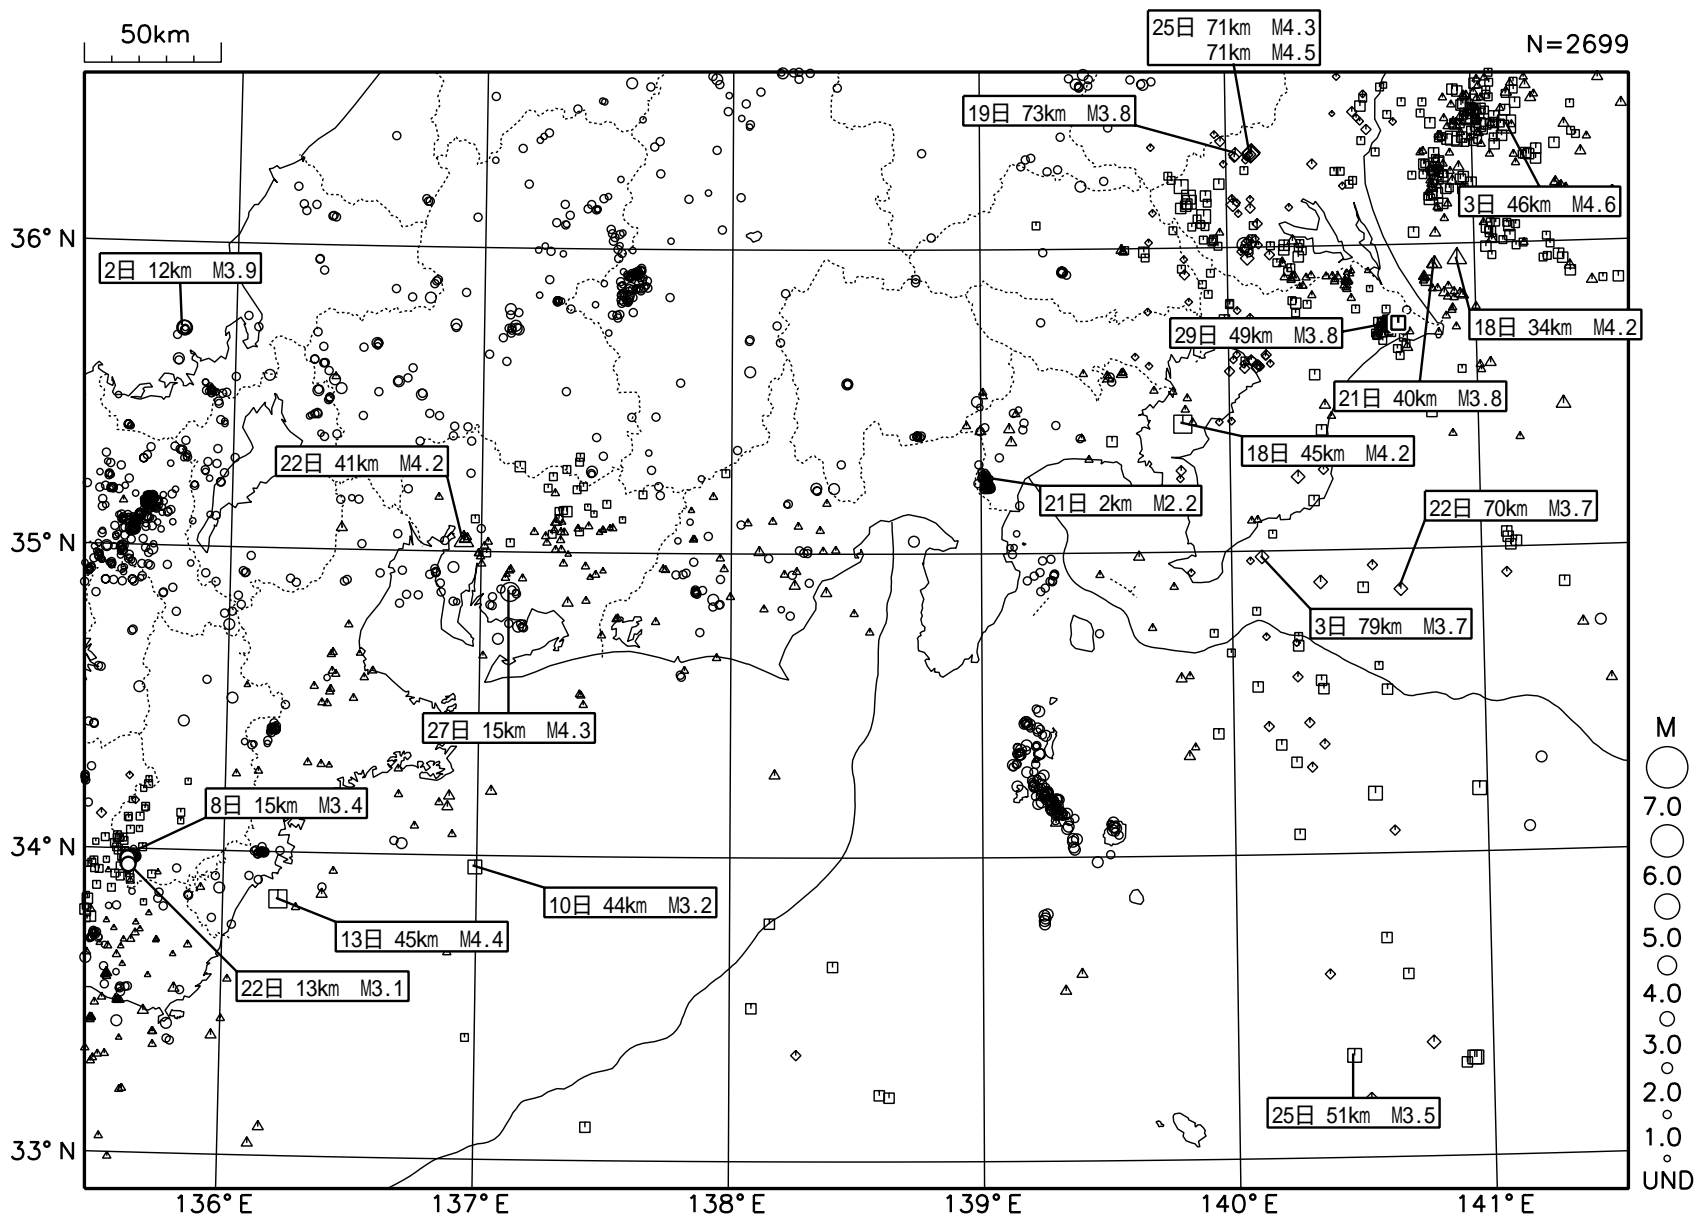 50km
25日 71km M4.3
71km M4.5
N=2699
19日 73km M3.8
3日 46km M4.6
36°N
2日 12km M3.9
18日 34km M4.2
29日 49km M3.8
21日 40km M3.8
22日 41km M4.2
18日 45km M4.2
21日 2km M2.2
22日 70km M3.7
35°N
3日 79km M3.7
27日 15km M4.3
M
7.0
6.0
5.0
4.0
3.0
2.0
1.0
UND
8日 15km M3.4
34°N
10日 44km M3.2
13日 45km M4.4
22日 13km M3.1
25日 51km M3.5
33°N
136°E
137°E
138°E
139°E
140°E
141°E